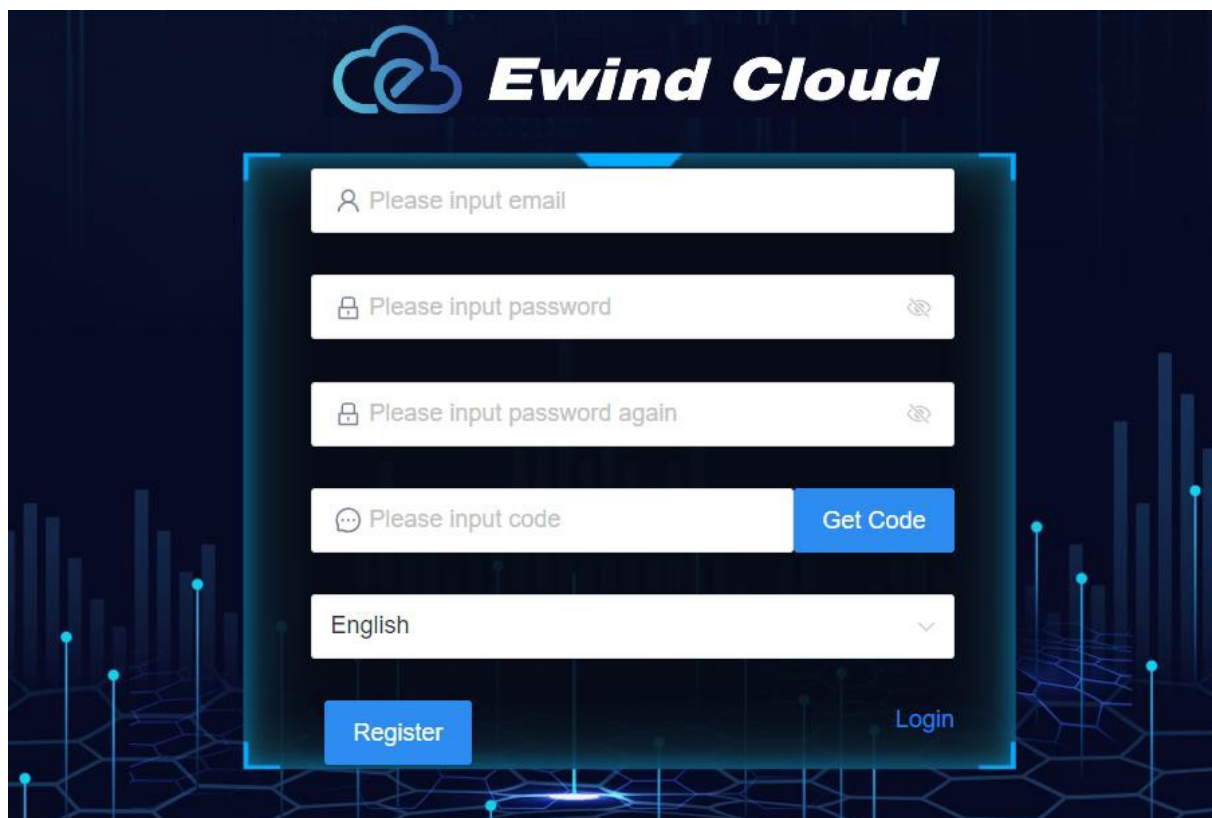 Ewind Cloud
Please input email
Please input password
Please input password again
Please input code
Get Code
English
Register
Login